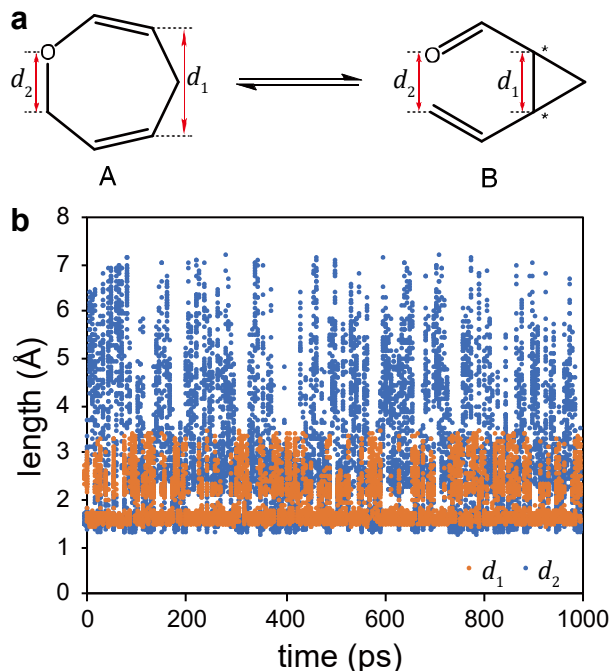 a
O
d₂
d₁
A
O
d₂
d₁
*
*
B
b
length (Å)
8
7
6
5
4
3
2
1
0
0 200 400 600 800 1000
d₁ d₂
time (ps)